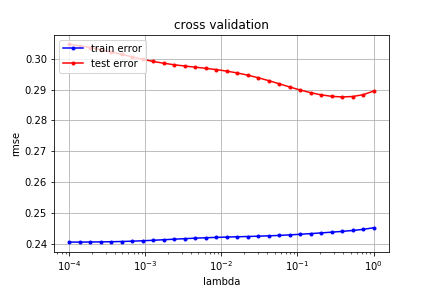 cross validation
train error
test error
rmse
0.30
0.29
0.28
0.27
0.26
0.25
0.24
10⁻⁴ 10⁻³ 10⁻² 10⁻¹ 10⁰
lambda